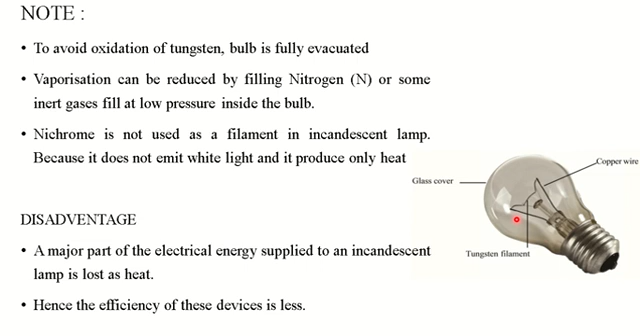 NOTE :
• To avoid oxidation of tungsten, bulb is fully evacuated
• Vaporisation can be reduced by filling Nitrogen (N) or some
inert gases fill at low pressure inside the bulb.
• Nichrome is not used as a filament in incandescent lamp.
Because it does not emit white light and it produce only heat
Copper wire
Glass cover
Tungsten filament
DISADVANTAGE
• A major part of the electrical energy supplied to an incandescent
lamp is lost as heat.
• Hence the efficiency of these devices is less.